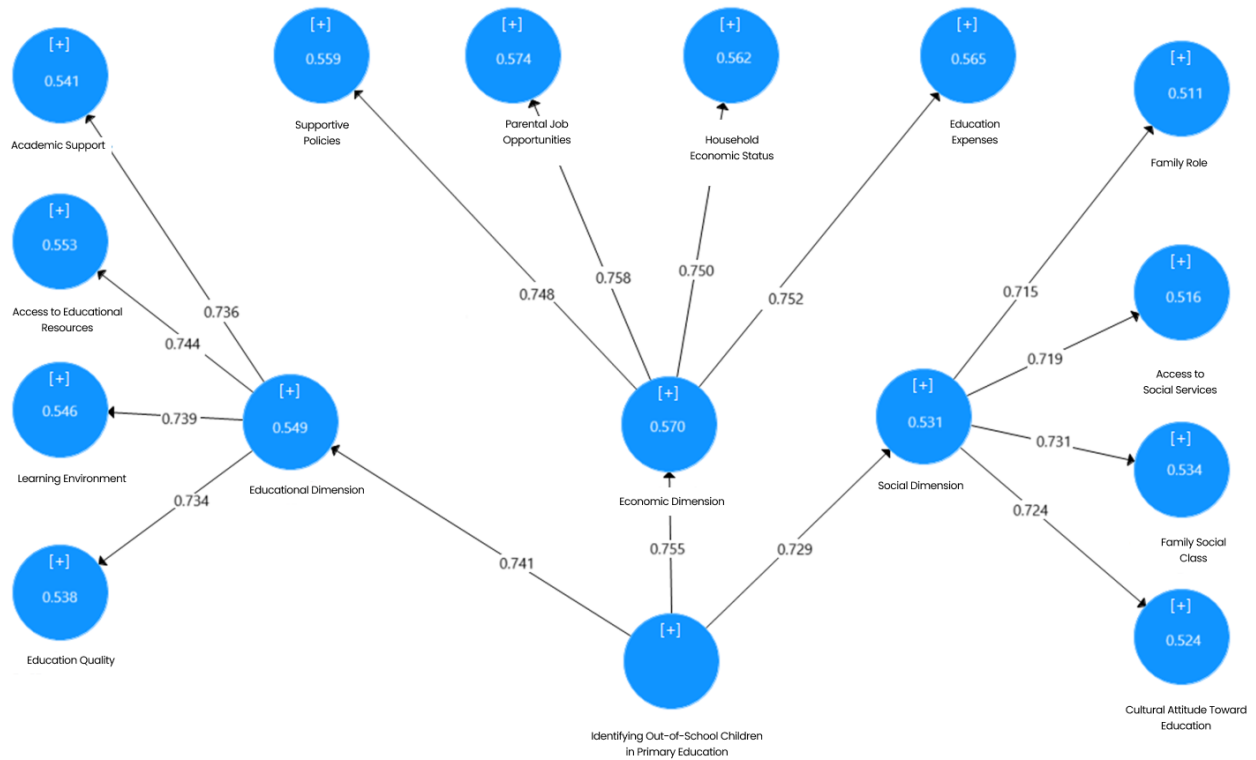 [+]
0.541
Academic Support
[+]
0.559
Supportive
Policies
[+]
0.574
Parental Job
Opportunities
[+]
0.562
Household
Economic Status
[+]
0.565
Education
Expenses
[+]
0.511
Family Role
[+]
0.553
Access to Educational
Resources
[+]
0.516
Access to
Social Services
[+]
0.546
Learning Environment
[+]
0.534
Family Social
Class
[+]
0.538
Education Quality
[+]
0.524
Cultural Attitude Toward
Education
0.736
0.744
0.739
0.734
[+]
0.549
Educational Dimension
0.748
0.758
0.750
0.752
[+]
0.570
Economic Dimension
0.715
0.719
0.731
0.724
[+]
0.531
Social Dimension
0.741
0.755
0.729
[+]
Identifying Out-of-School Children
in Primary Education